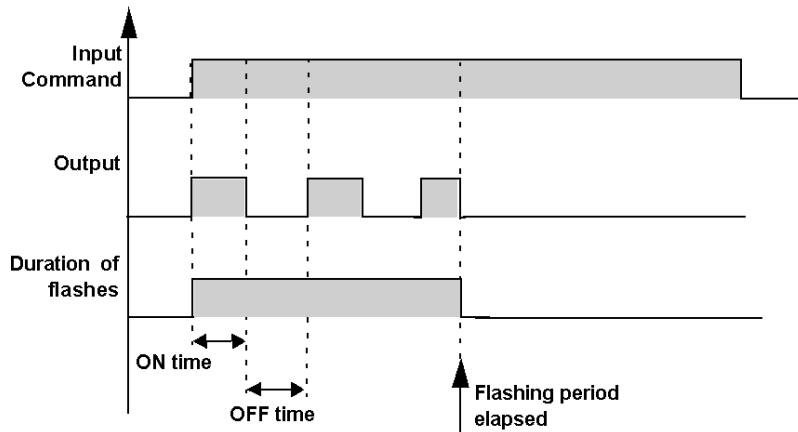 Input
Command
Output
Duration of
flashes
ON time
OFF time
Flashing period
elapsed